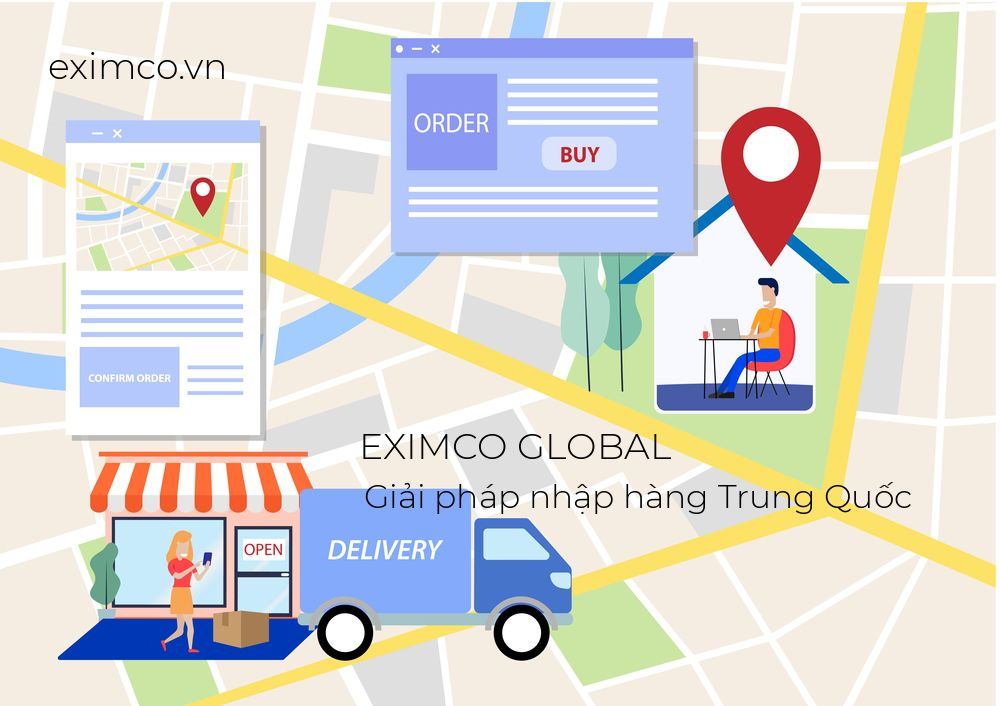 eximco.vn
ORDER
BUY
CONFIRM ORDER
EXIMCO GLOBAL
Giải pháp nhập hàng Trung Quốc
OPEN
DELIVERY